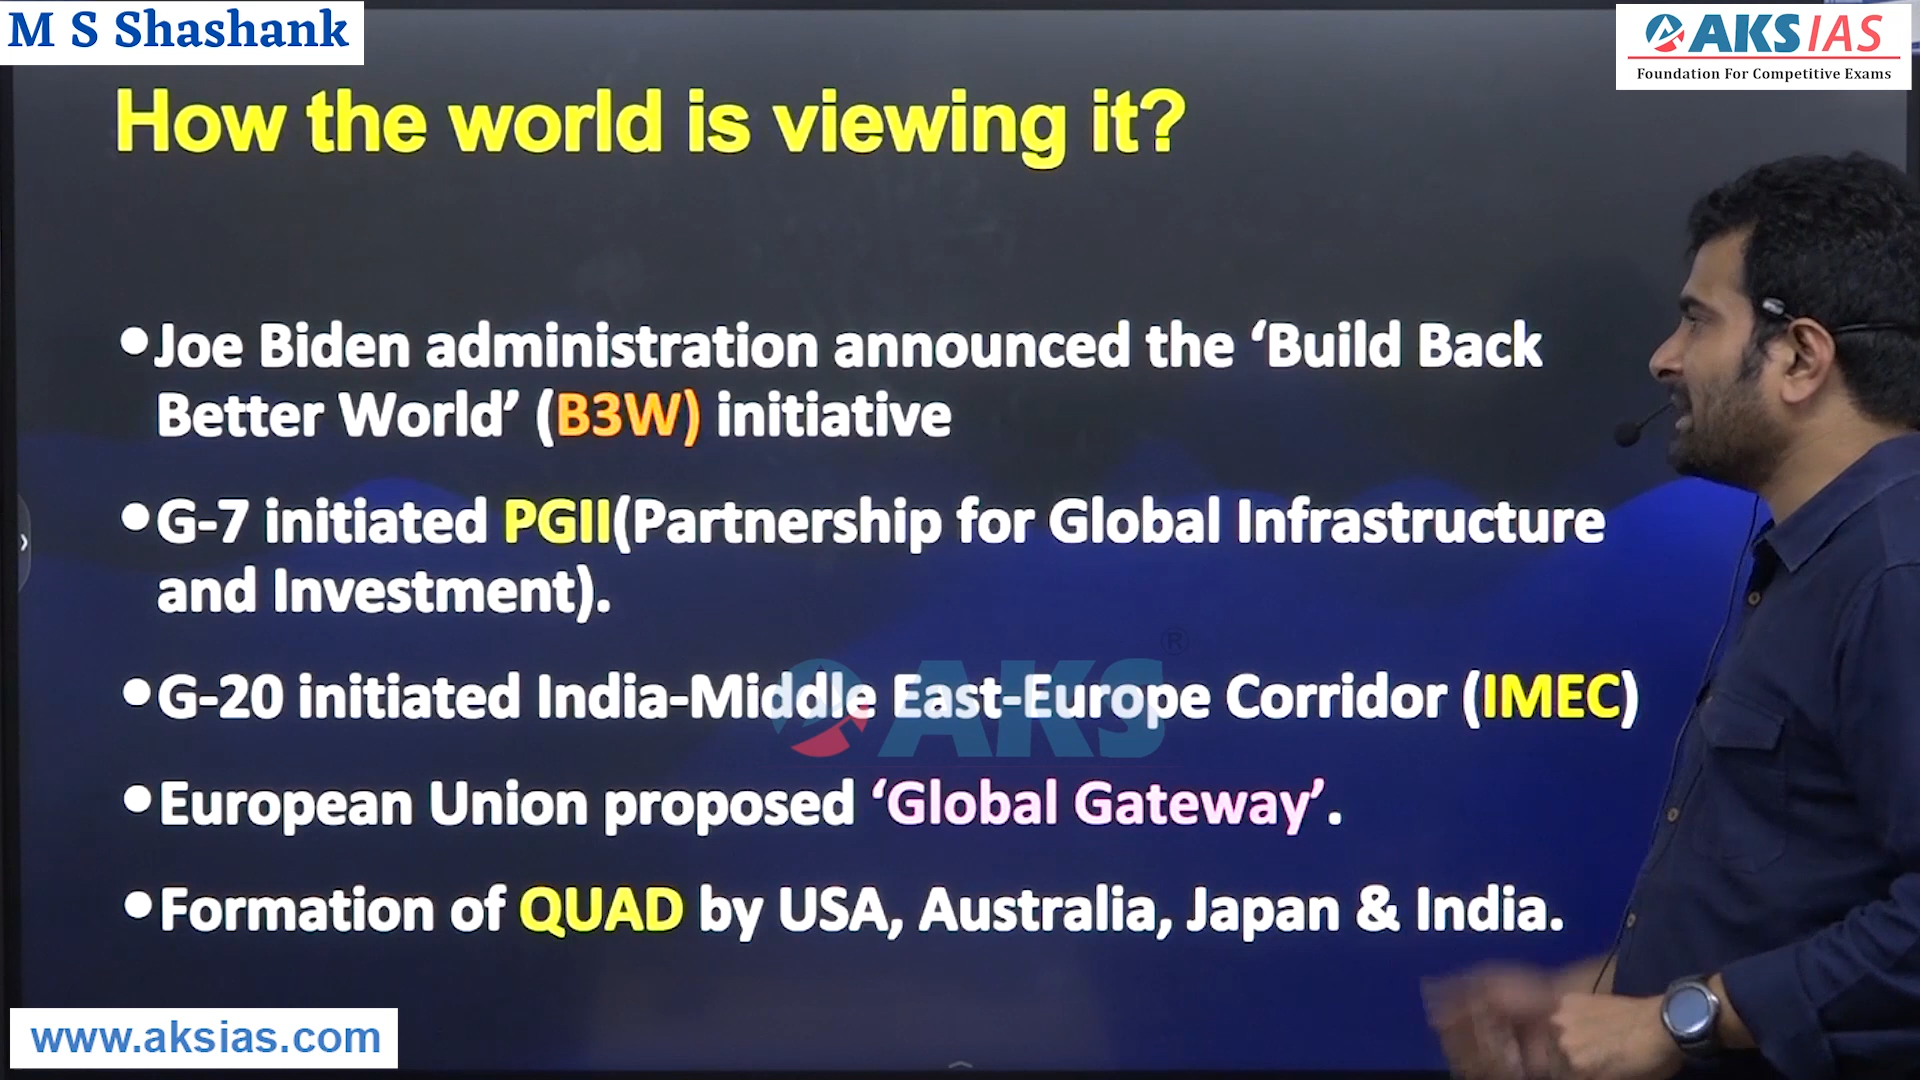 M S Shashank
AKS IAS
Foundation For Competitive Exams
How the world is viewing it?
•Joe Biden administration announced the ‘Build Back
Better World’ (B3W) initiative
•G-7 initiated PGII(Partnership for Global Infrastructure
and Investment).
•G-20 initiated India-Middle East-Europe Corridor (IMEC)
•European Union proposed ‘Global Gateway’.
•Formation of QUAD by USA, Australia, Japan & India.
AKS ®
www.aksias.com